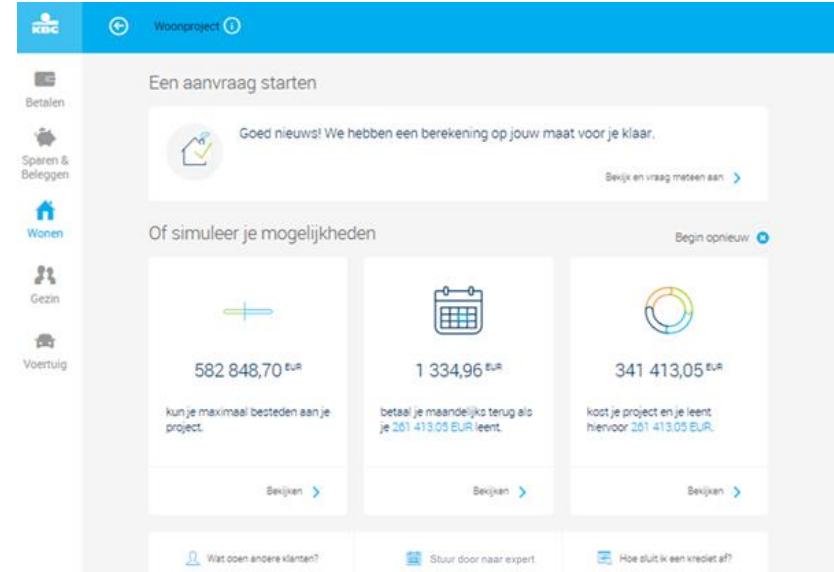 KBC
Woonproject
Betalen
Sparen &
Beleggen
Wonen
Gezin
Voertuig
Een aanvraag starten
Goed nieuws! We hebben een berekening op jouw maat voor je klaar.
Bekijk en vraag meteen aan
Of simuleer je mogelijkheden
Begin opnieuw
582 848,70 EUR
kun je maximaal besteden aan je
project.
Bekijken
1 334,96 EUR
betaal je maandelijks terug als
je 261 413,05 EUR leent.
Bekijken
341 413,05 EUR
kost je project en je leent
hiervoor 261 413,05 EUR.
Bekijken
Wat doen andere klanten?
Stuur door naar expert
Hoe sluit ik een krediet af?